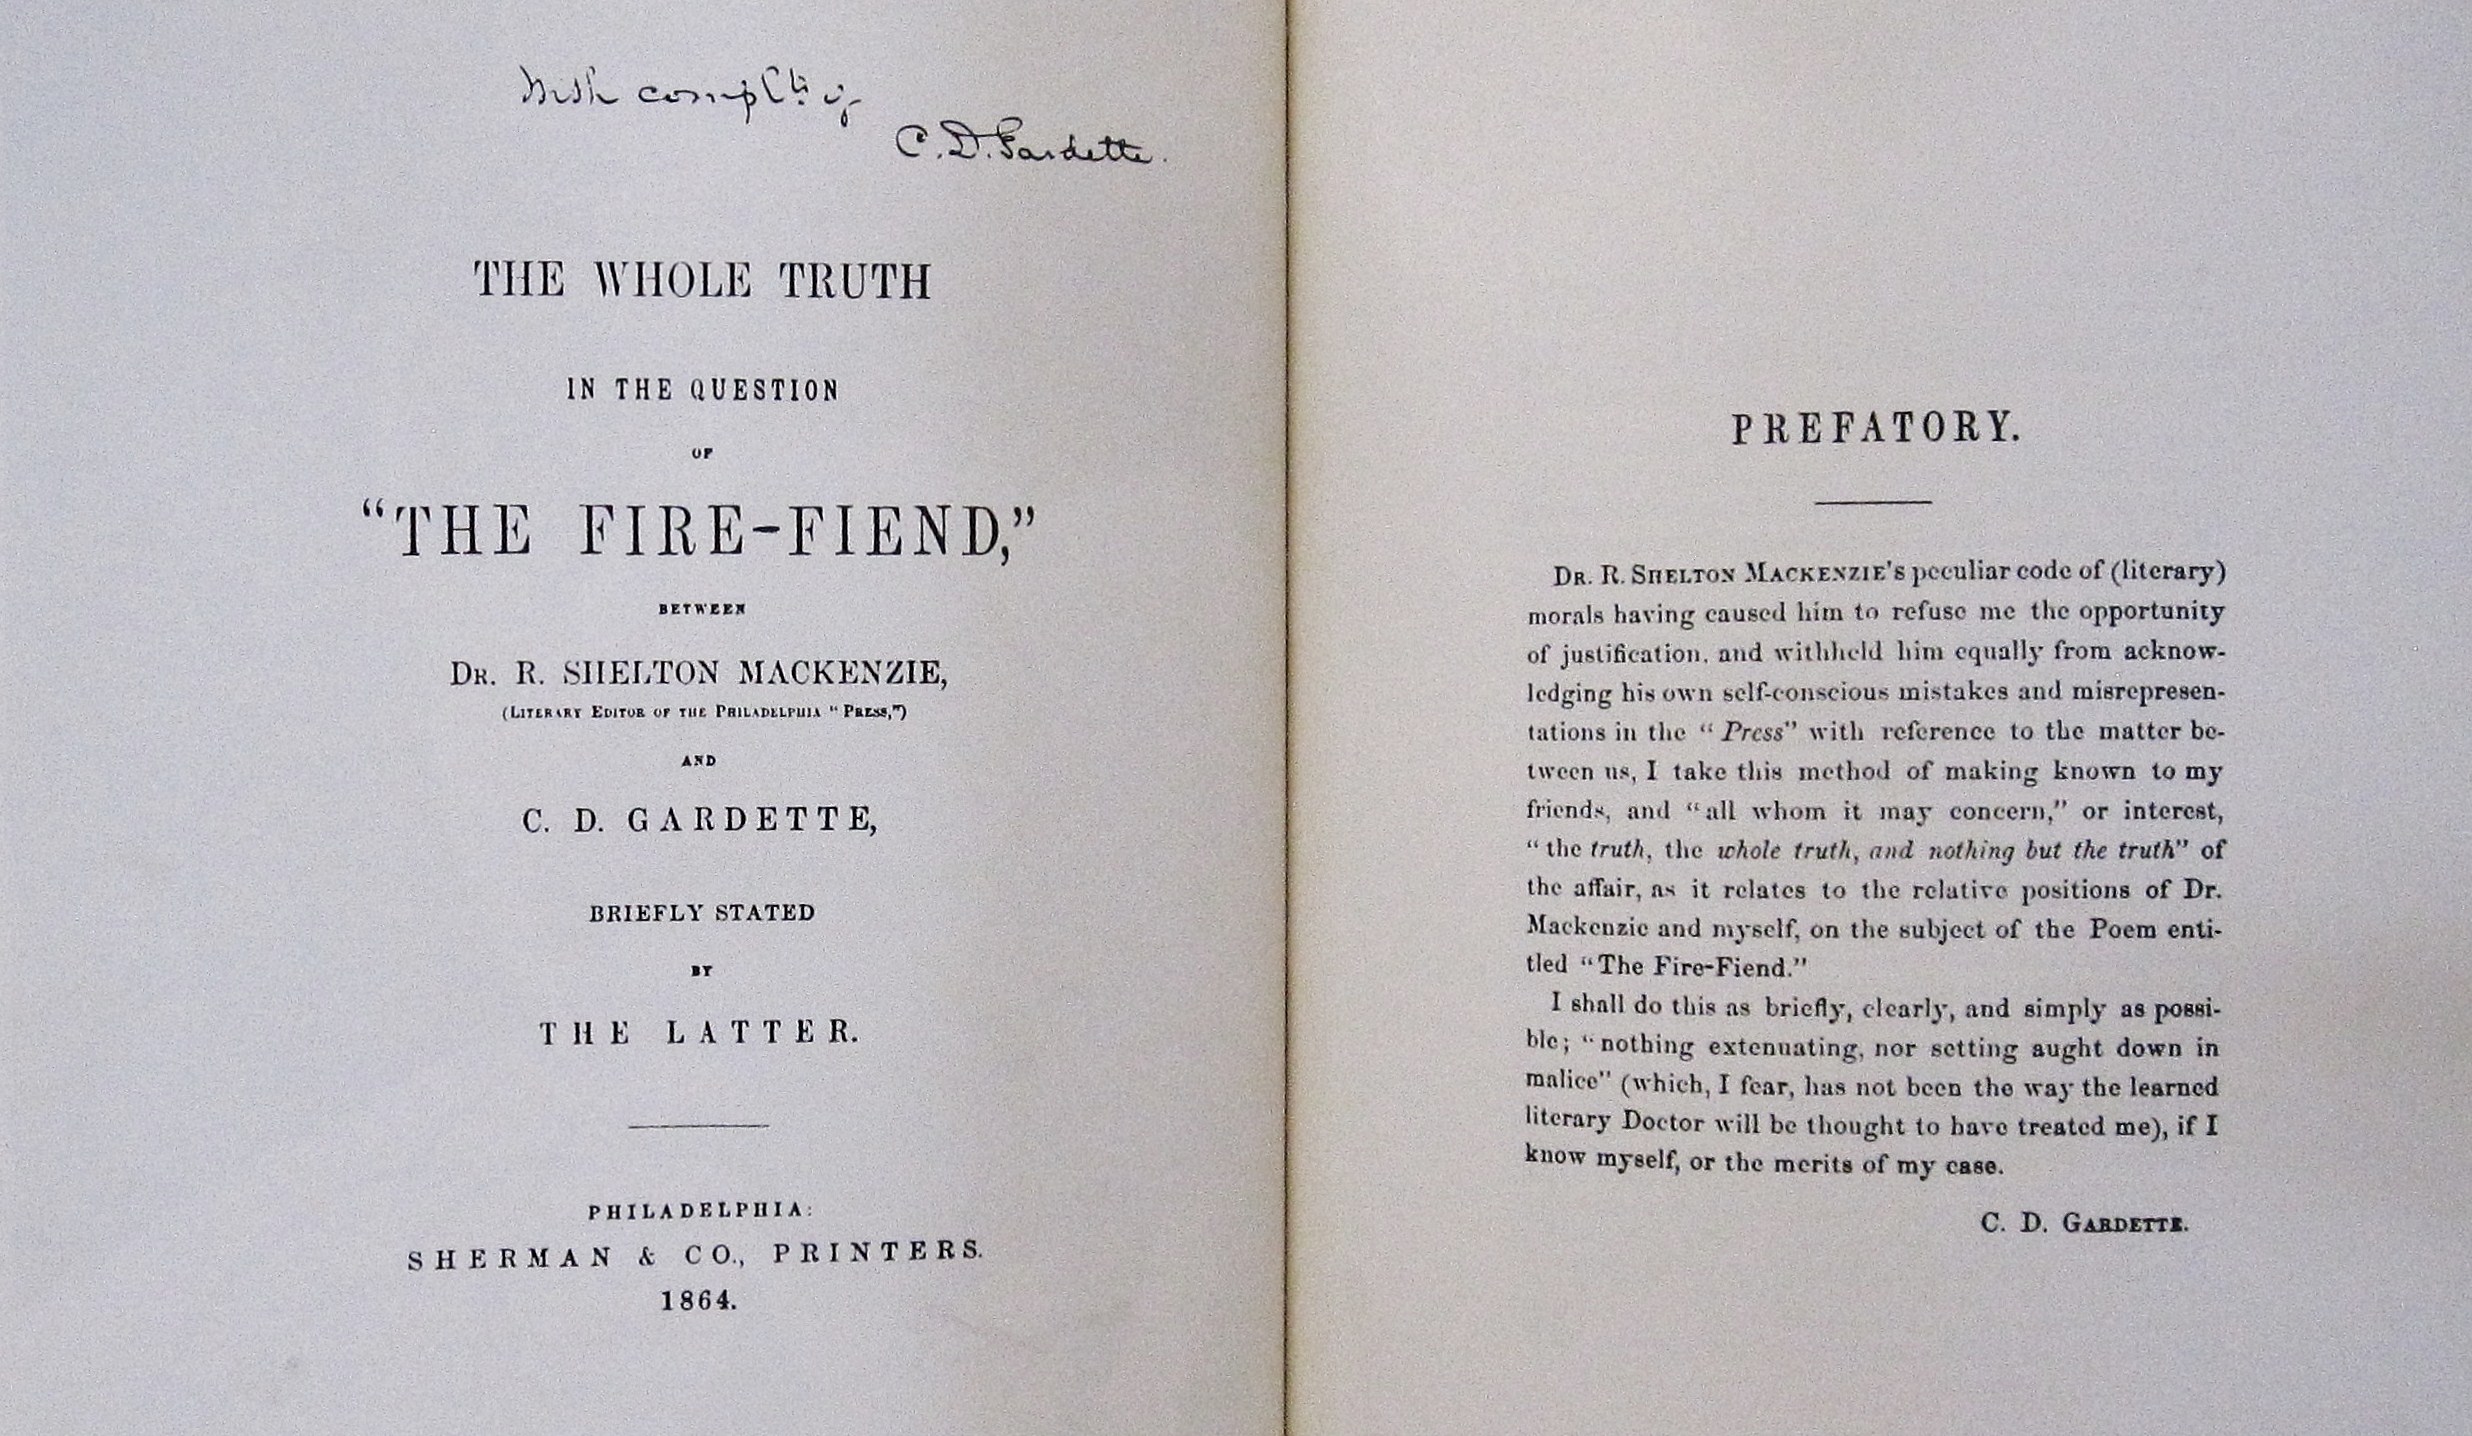 With complts of
C. D. Gardette.
THE WHOLE TRUTH
IN THE QUESTION
OF
“THE FIRE-FIEND,”
BETWEEN
DR. R. SHELTON MACKENZIE,
(LITERARY EDITOR OF THE PHILADELPHIA “PRESS,”)
AND
C. D. GARDETTE,
BRIEFLY STATED
BY
THE LATTER.
PHILADELPHIA:
SHERMAN & CO., PRINTERS.
1864.
PREFATORY.
DR. R. SHELTON MACKENZIE’S peculiar code of (literary)
morals having caused him to refuse me the opportunity
of justification, and withheld him equally from acknow-
ledging his own self-conscious mistakes and misrepresen-
tations in the “Press” with reference to the matter be-
tween us, I take this method of making known to my
friends, and “all whom it may concern,” or interest,
“the truth, the whole truth, and nothing but the truth” of
the affair, as it relates to the relative positions of Dr.
Mackenzie and myself, on the subject of the Poem enti-
tled “The Fire-Fiend.”
I shall do this as briefly, clearly, and simply as possi-
ble; “nothing extenuating, nor setting aught down in
malice” (which, I fear, has not been the way the learned
literary Doctor will be thought to have treated me), if I
know myself, or the merits of my case.
C. D. GARDETTE.